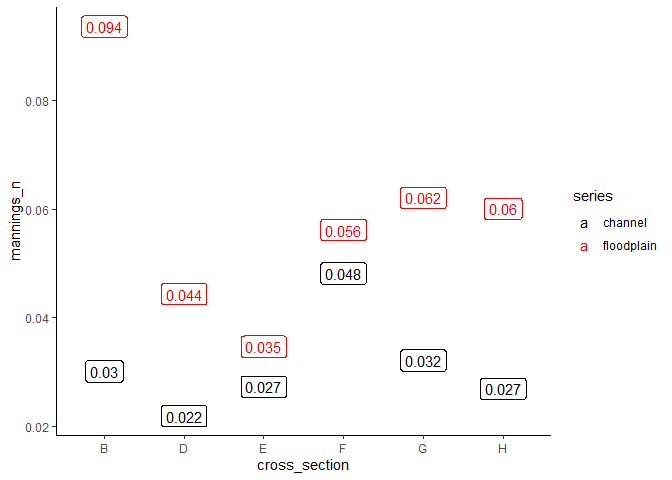 0.094
0.08
series
mannings_n
0.06
0.062
0.06
a channel
0.056
a floodplain
0.048
0.044
0.04
0.035
0.032
0.03
0.027
0.027
0.022
0.02
B D E F G H
cross_section